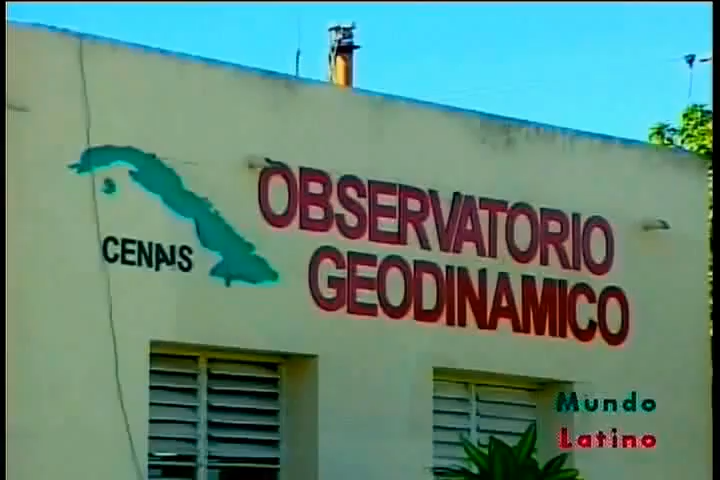 OBSERVATORIO
GEODINAMICO
CENAIS
Mundo
Latino